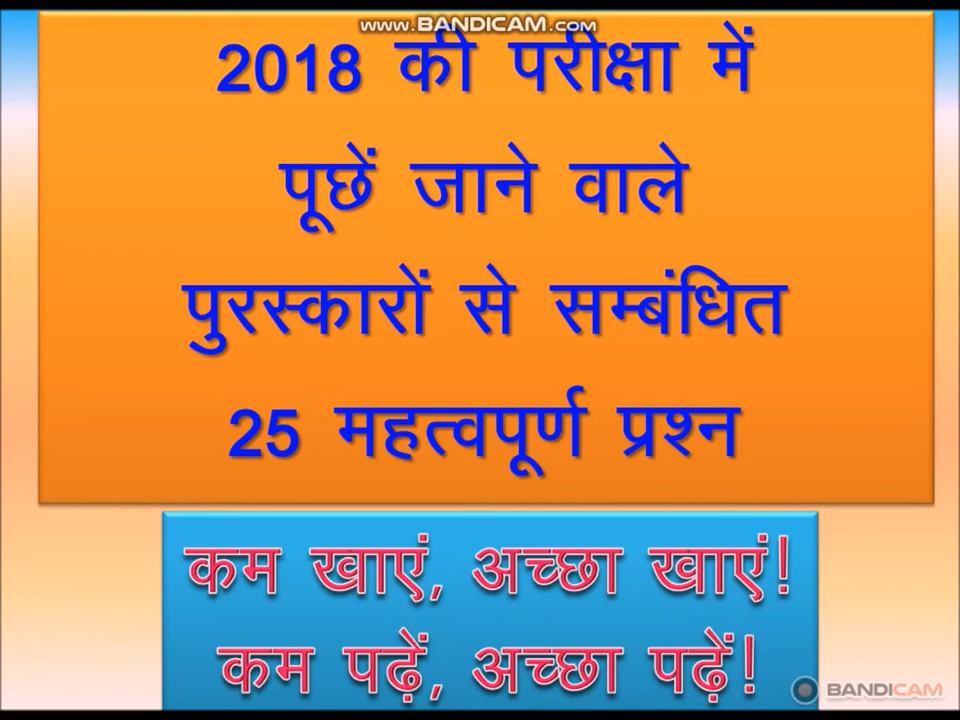 www.BANDICAM.com
2018 की परीक्षा में
पूछें जाने वाले
पुरस्कारों से सम्बंधित
25 महत्वपूर्ण प्रश्न
कम खाएं, अच्छा खाएं!
कम पढ़ें, अच्छा पढ़ें!
BANDICAM